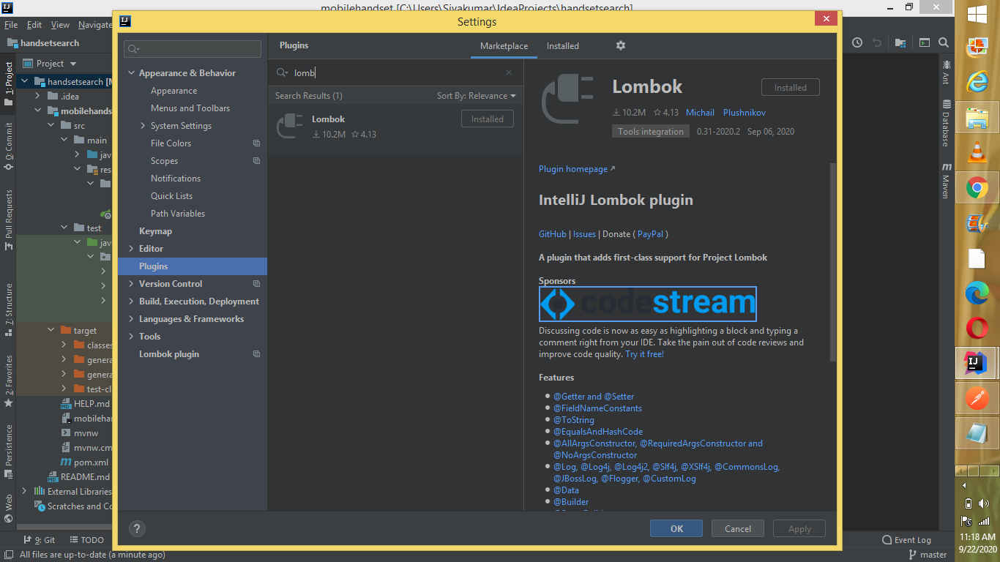 mobilehandset [C:\Users\Sivakumar\IdeaProjects\handsetsearch]
File Edit View Navigate
handsetsearch
Settings
Project
1: Project
0: Commit
Pull Requests
7: Structure
2: Favorites
Persistence
Web
handsetsearch [M
.idea
mobilehands
src
main
jav
res
test
jav
target
classes
genera
genera
test-cl
HELP.md
mobilehan
mvnw
mvnw.cm
pom.xml
README.md
External Libraries
Scratches and Co
Appearance & Behavior
Appearance
Menus and Toolbars
System Settings
File Colors
Scopes
Notifications
Quick Lists
Path Variables
Keymap
Editor
Plugins
Version Control
Build, Execution, Deployment
Languages & Frameworks
Tools
Lombok plugin
Plugins
Marketplace Installed
lomb
Search Results (1) Sort By: Relevance
Lombok
Installed
10.2M 4.13
Lombok
Installed
10.2M 4.13 Michail Plushnikov
Tools integration 0.31-2020.2 Sep 06, 2020
Plugin homepage
IntelliJ Lombok plugin
GitHub | Issues | Donate ( PayPal )
A plugin that adds first-class support for Project Lombok
Sponsors
codestream
Discussing code is now as easy as highlighting a block and typing a
comment right from your IDE. Take the pain out of code reviews and
improve code quality. Try it free!
Features
@Getter and @Setter
@FieldNameConstants
@ToString
@EqualsAndHashCode
@AllArgsConstructor, @RequiredArgsConstructor and
@NoArgsConstructor
@Log, @Log4j, @Log4j2, @Slf4j, @XSlf4j, @CommonsLog,
@JBossLog, @Flogger, @CustomLog
@Data
@Builder
?
OK Cancel Apply
Ant
Database
m
Maven
9: Git TODO
Event Log
All files are up-to-date (a minute ago)
master
11:18 AM
9/22/2020